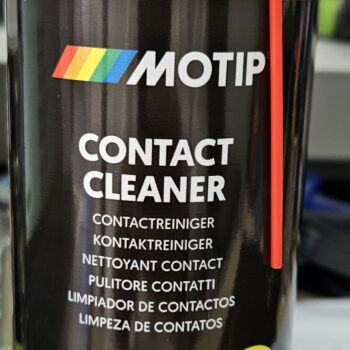 MOTIP
CONTACT
CLEANER
CONTACTREINIGER
KONTAKTREINIGER
NETTOYANT CONTACT
PULITORE CONTATTI
LIMPIADOR DE CONTACTOS
LIMPEZA DE CONTATOS